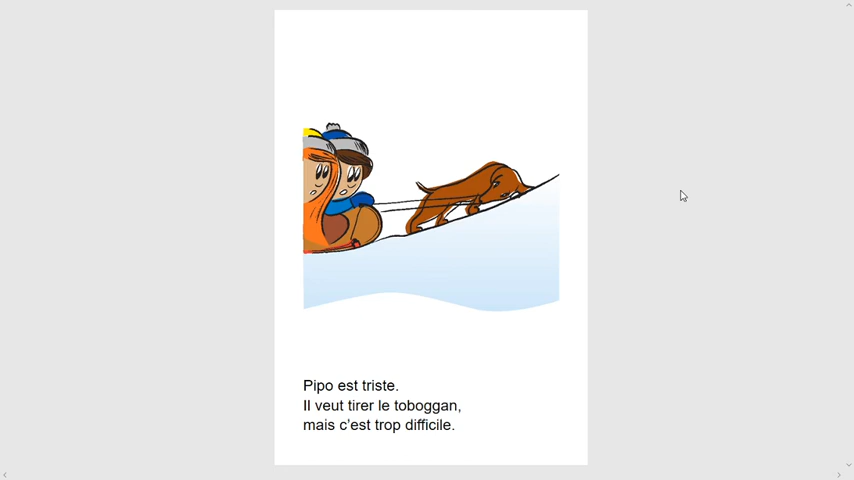 Pipo est triste.
Il veut tirer le toboggan,
mais c’est trop difficile.